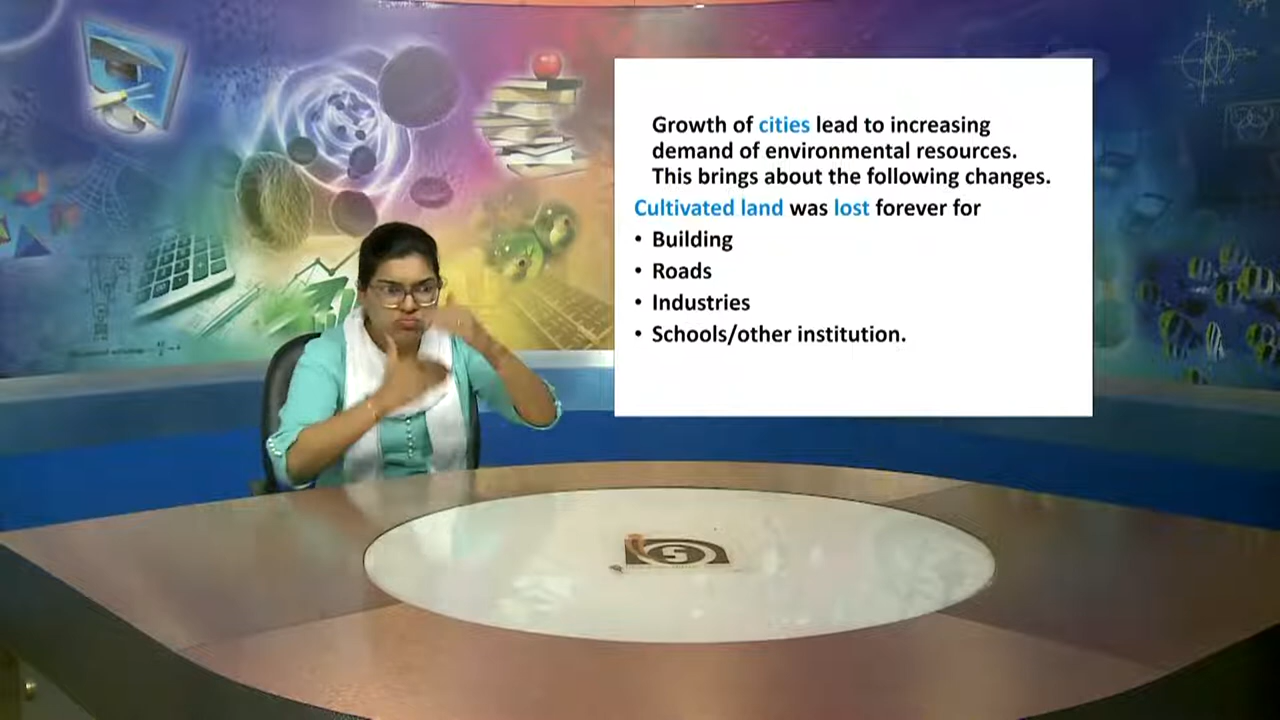 Growth of cities lead to increasing
demand of environmental resources.
This brings about the following changes.
Cultivated land was lost forever for
• Building
• Roads
• Industries
• Schools/other institution.